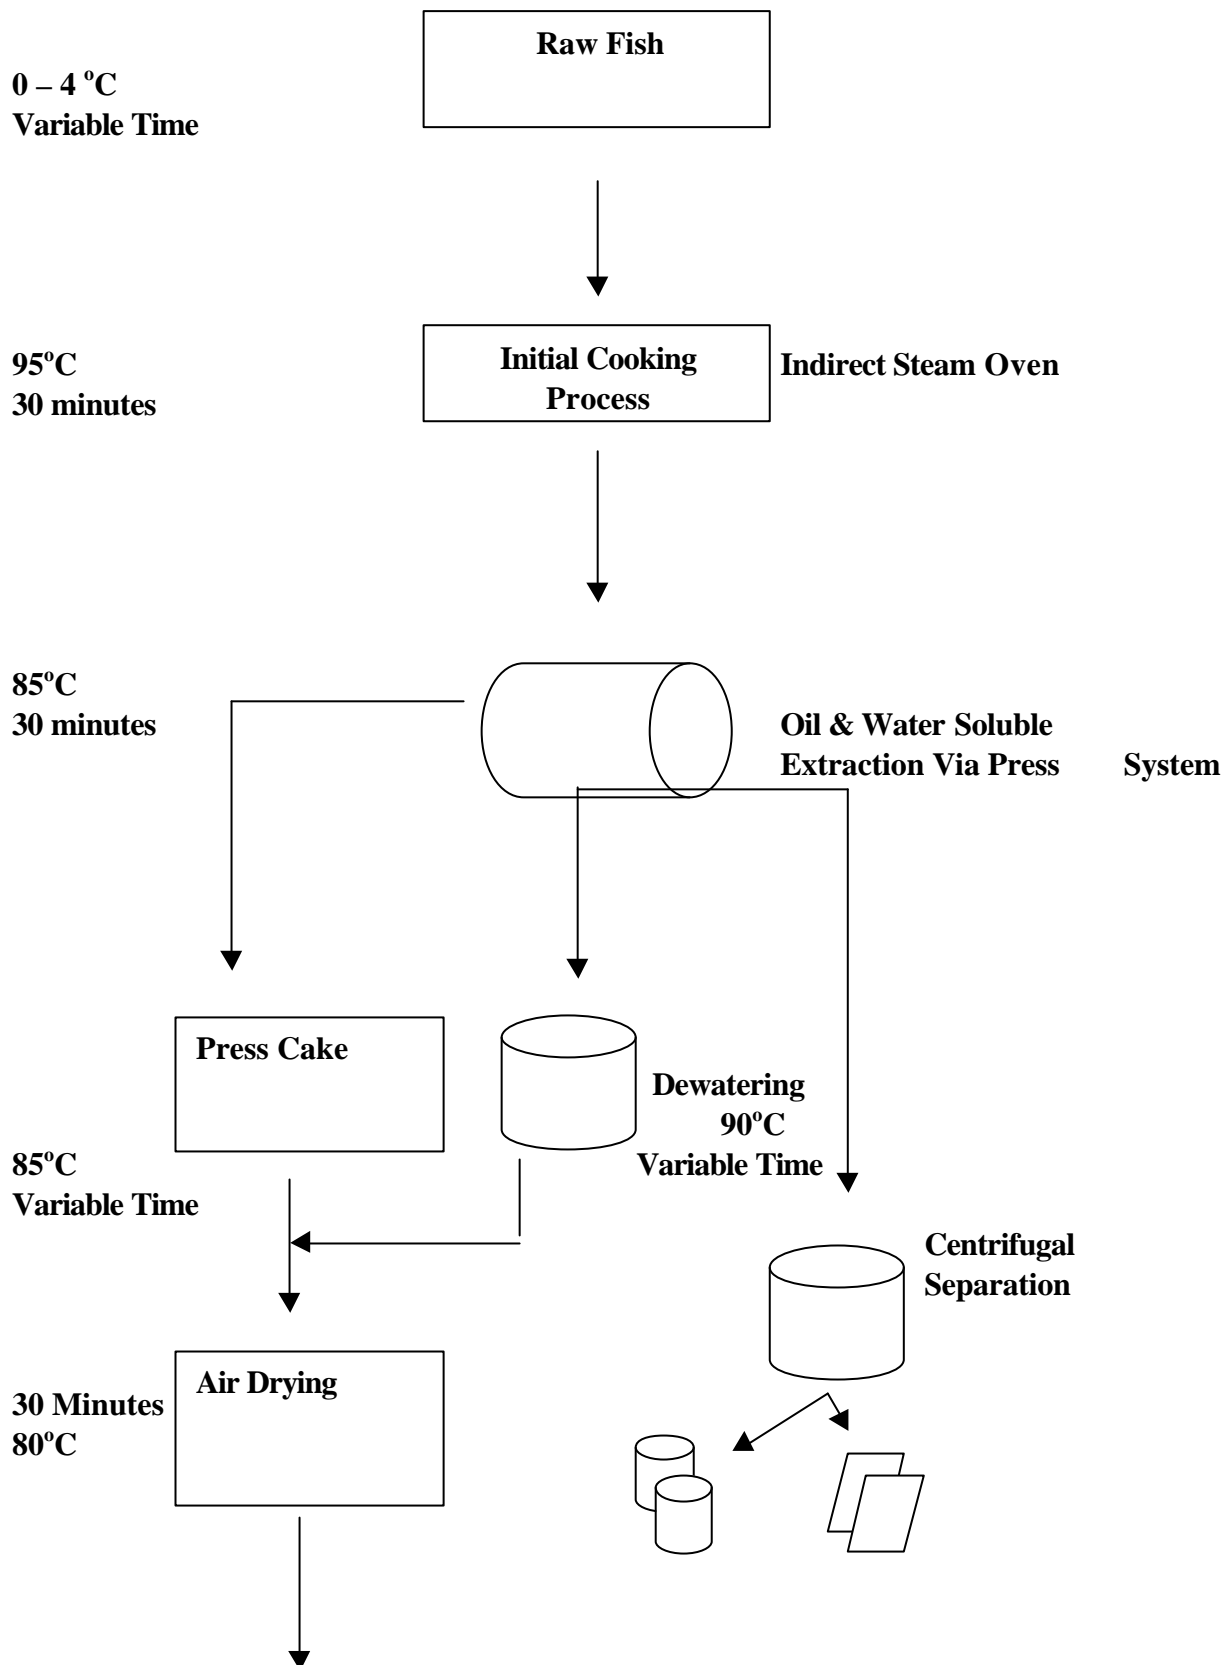 Raw Fish
0 – 4 °C
Variable Time
95°C
30 minutes
Initial Cooking
Process
Indirect Steam Oven
85°C
30 minutes
Oil & Water Soluble
Extraction Via Press System
Press Cake
Dewatering
90°C
Variable Time
85°C
Variable Time
Centrifugal
Separation
Air Drying
30 Minutes
80°C